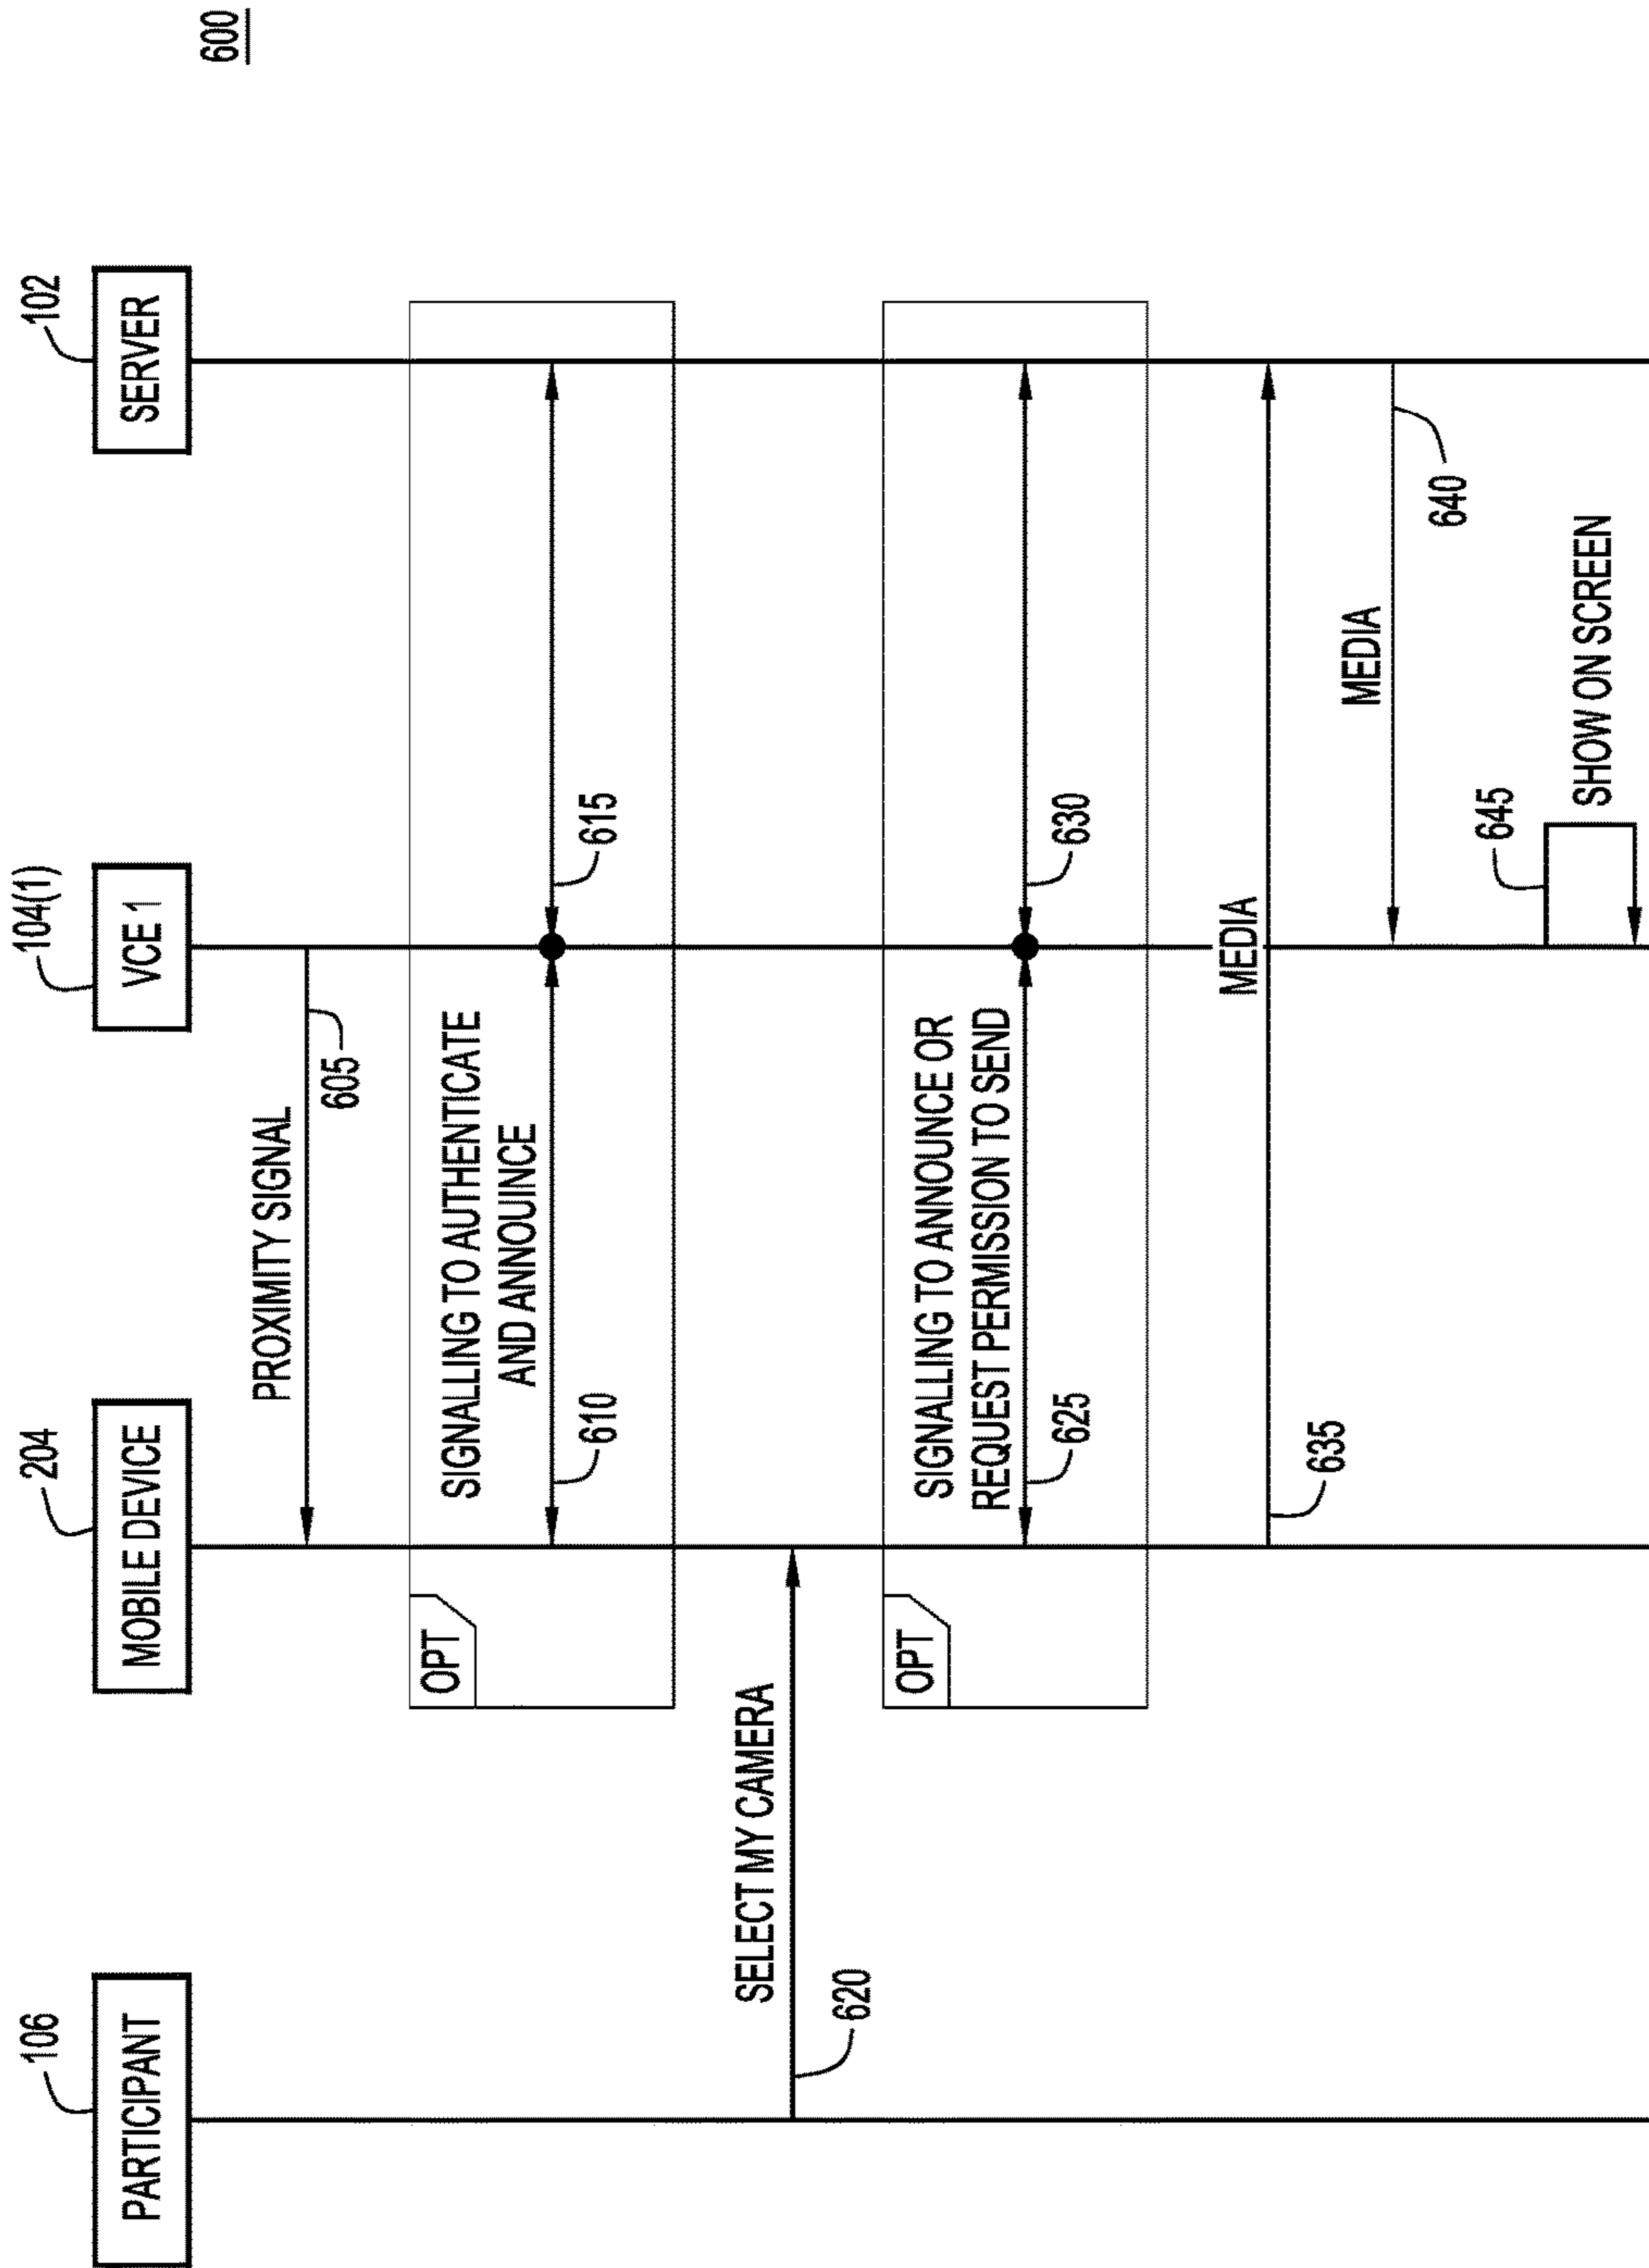 600
106
204
104(1)
102
PARTICIPANT
MOBILE DEVICE
VCE 1
SERVER
PROXIMITY SIGNAL
605
OPT
SIGNALLING TO AUTHENTICATE
AND ANNOUINCE
610
615
SELECT MY CAMERA
620
OPT
SIGNALLING TO ANNOUNCE OR
REQUEST PERMISSION TO SEND
625
630
MEDIA
635
MEDIA
640
645
SHOW ON SCREEN